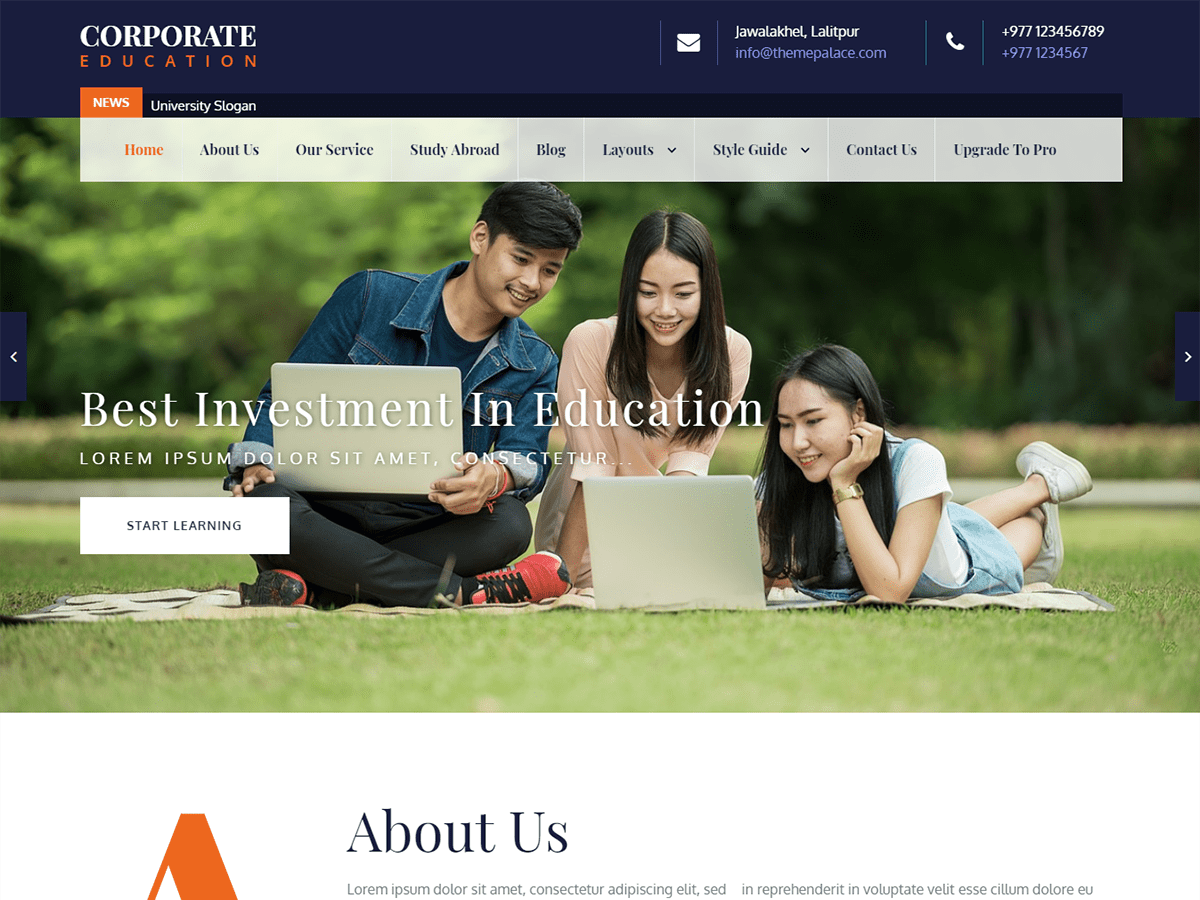 CORPORATE
EDUCATION
Jawalakhel, Lalitpur
info@themepalace.com
+977 123456789
+977 1234567
NEWS University Slogan
Home About Us Our Service Study Abroad Blog Layouts Style Guide Contact Us Upgrade To Pro
Best Investment In Education
LOREM IPSUM DOLOR SIT AMET, CONSECTETUR...
START LEARNING
About Us
Lorem ipsum dolor sit amet, consectetur adipiscing elit, sed
in reprehenderit in voluptate velit esse cillum dolore eu